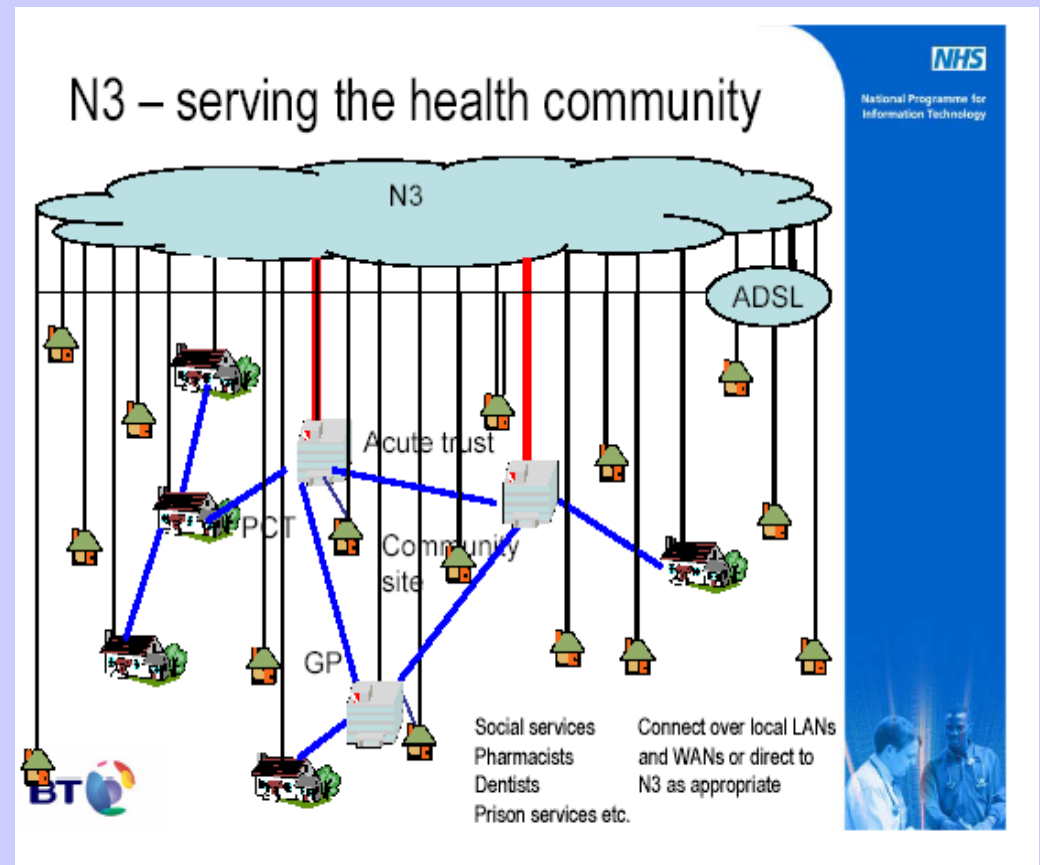 N3 – serving the health community
NHS
National Programme for
Information Technology
N3
ADSL
Acute trust
PCT
Community
site
GP
Social services
Pharmacists
Dentists
Prison services etc.
Connect over local LANs
and WANs or direct to
N3 as appropriate
BT